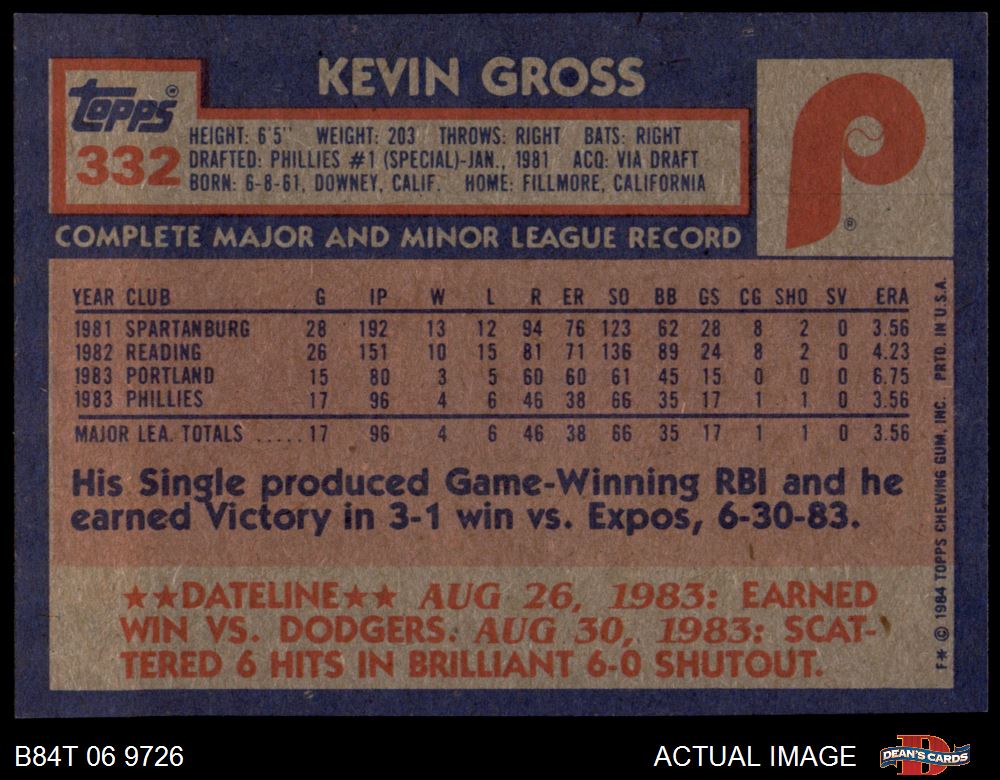 KEVIN GROSS
Topps®
332
HEIGHT: 6'5" WEIGHT: 203 THROWS: RIGHT BATS: RIGHT
DRAFTED: PHILLIES #1 (SPECIAL)-JAN., 1981 ACQ: VIA DRAFT
BORN: 6-8-61, DOWNEY, CALIF. HOME: FILLMORE, CALIFORNIA
P ®
COMPLETE MAJOR AND MINOR LEAGUE RECORD
YEAR CLUB G IP W L R ER SO BB GS CG SHO SV ERA
1981 SPARTANBURG 28 192 13 12 94 76 123 62 28 8 2 0 3.56
1982 READING 26 151 10 15 81 71 136 89 24 8 2 0 4.23
1983 PORTLAND 15 80 3 5 60 60 61 45 15 0 0 0 6.75
1983 PHILLIES 17 96 4 6 46 38 66 35 17 1 1 0 3.56
MAJOR LEA. TOTALS .....17 96 4 6 46 38 66 35 17 1 1 0 3.56
His Single produced Game-Winning RBI and he
earned Victory in 3-1 win vs. Expos, 6-30-83.
★★DATELINE★★ AUG 26, 1983: EARNED
WIN VS. DODGERS. AUG 30, 1983: SCAT-
TERED 6 HITS IN BRILLIANT 6-0 SHUTOUT.
F* © 1984 TOPPS CHEWING GUM, INC. PRTD. IN U.S.A.
B84T 06 9726
ACTUAL IMAGE
D
DEAN'S CARDS